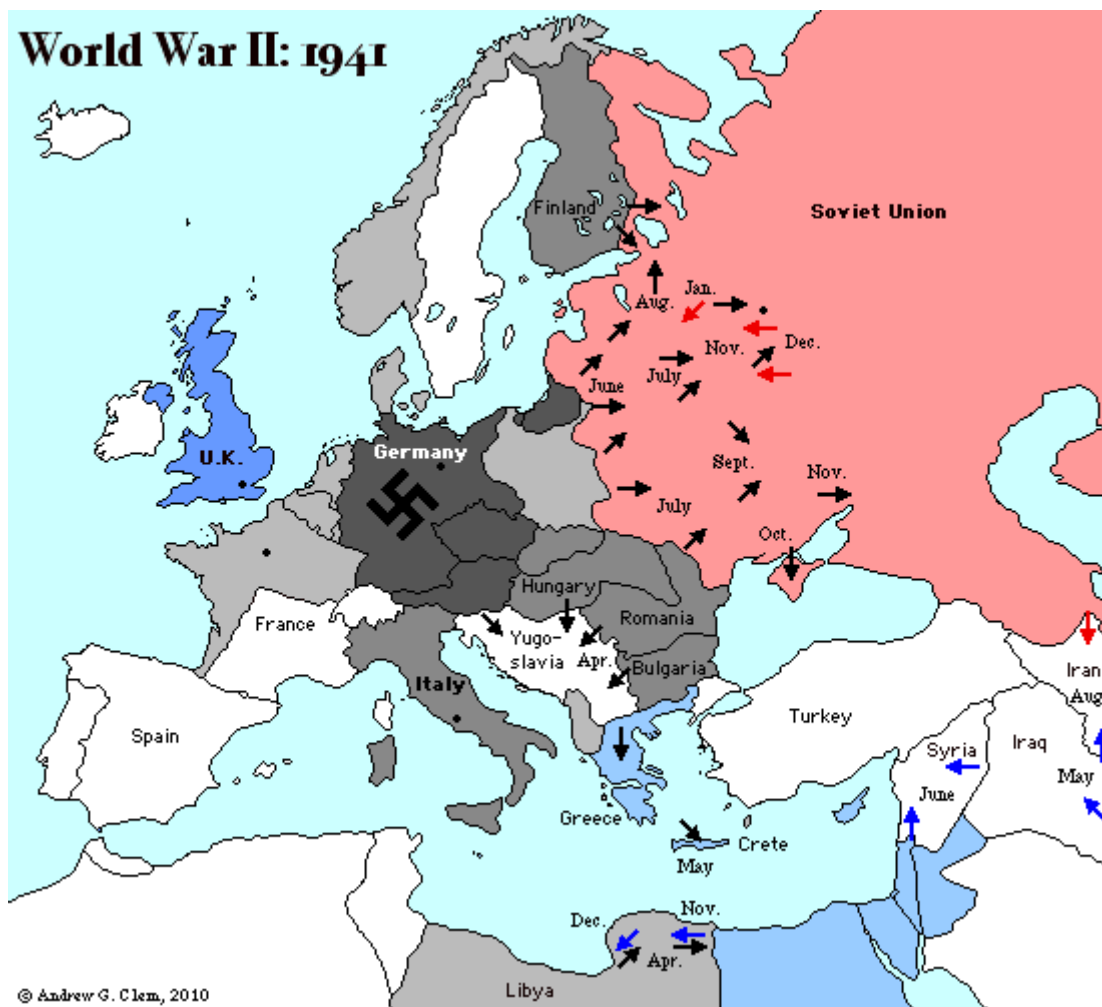 World War II: 1941
Finland
Soviet Union
Jan.
Aug.
Nov.
Dec.
July
June
U.K.
Germany
Sept.
Nov.
July
Oct.
Hungary
France
Romania
Yugo-
slavia
Apr.
Bulgaria
Italy
Iran
Aug
Spain
Turkey
Syria
Iraq
May
June
Greece
Crete
May
Dec.
Nov.
Apr.
Libya
© Andrew G. Clem, 2010